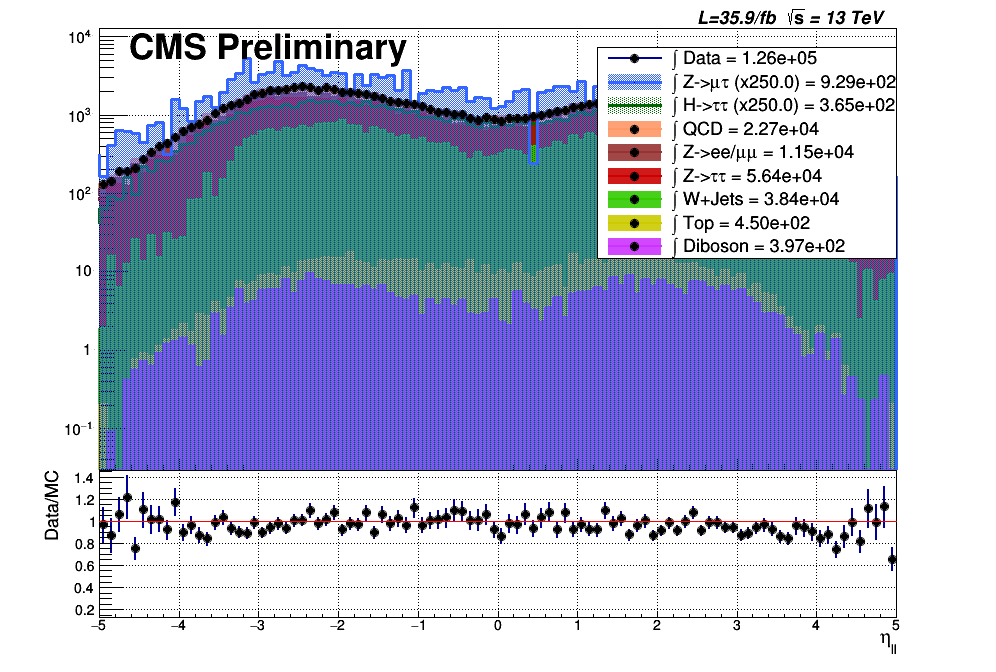 L=35.9/fb √s = 13 TeV
CMS Preliminary
10⁴
10³
10²
10
1
10⁻¹
∫ Data = 1.26e+05
∫ Z->μτ (x250.0) = 9.29e+02
∫ H->ττ (x250.0) = 3.65e+02
∫ QCD = 2.27e+04
∫ Z->ee/μμ = 1.15e+04
∫ Z->ττ = 5.64e+04
∫ W+Jets = 3.84e+04
∫ Top = 4.50e+02
∫ Diboson = 3.97e+02
Data/MC
1.4
1.2
1
0.8
0.6
0.4
0.2
−5 −4 −3 −2 −1 0 1 2 3 4 5
η_ll